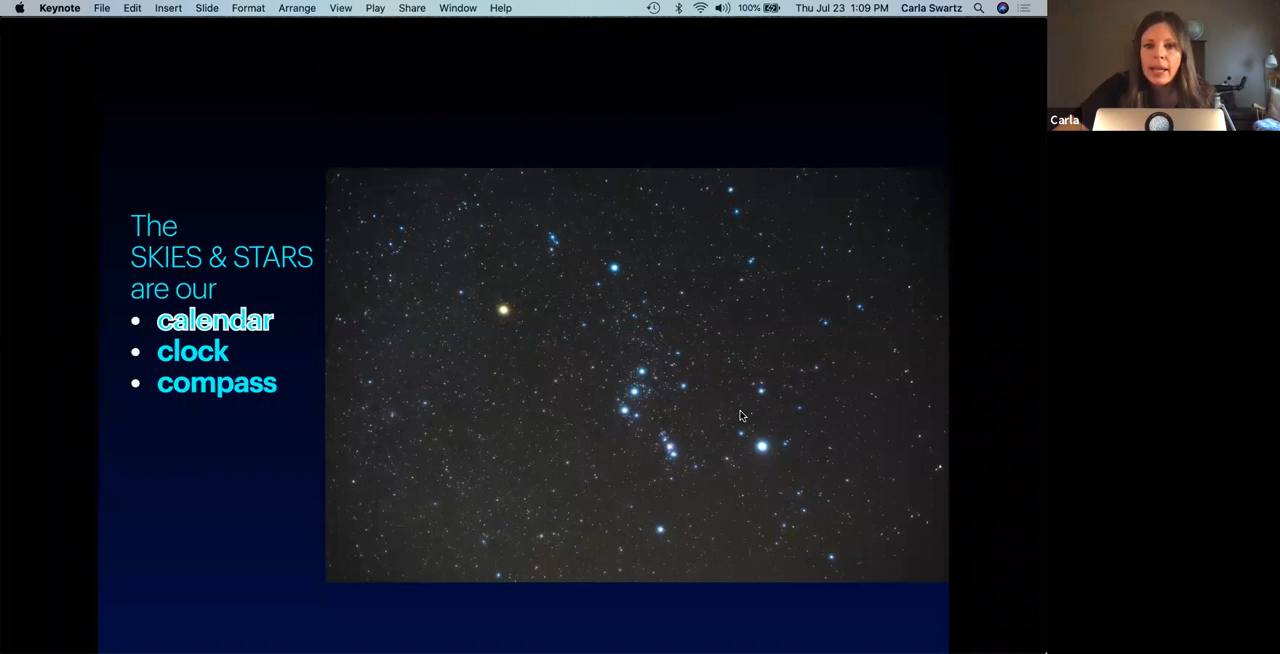 Keynote File Edit Insert Slide Format Arrange View Play Share Window Help 100% Thu Jul 23 1:09 PM Carla Swartz
Carla
The
SKIES & STARS
are our
• calendar
• clock
• compass